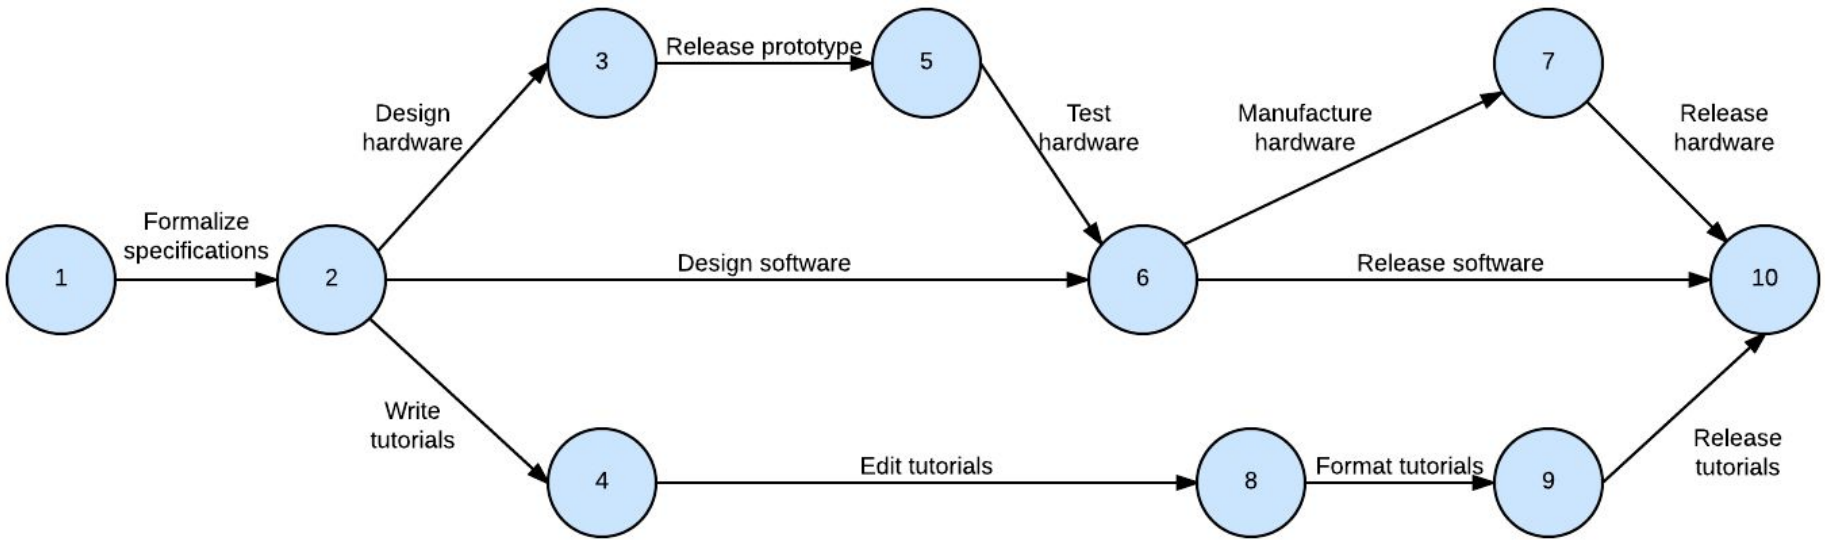 3
Release prototype
5
7
Design
hardware
Test
hardware
Manufacture
hardware
Release
hardware
Formalize
specifications
1
2
Design software
6
Release software
10
Write
tutorials
4
Edit tutorials
8
Format tutorials
9
Release
tutorials